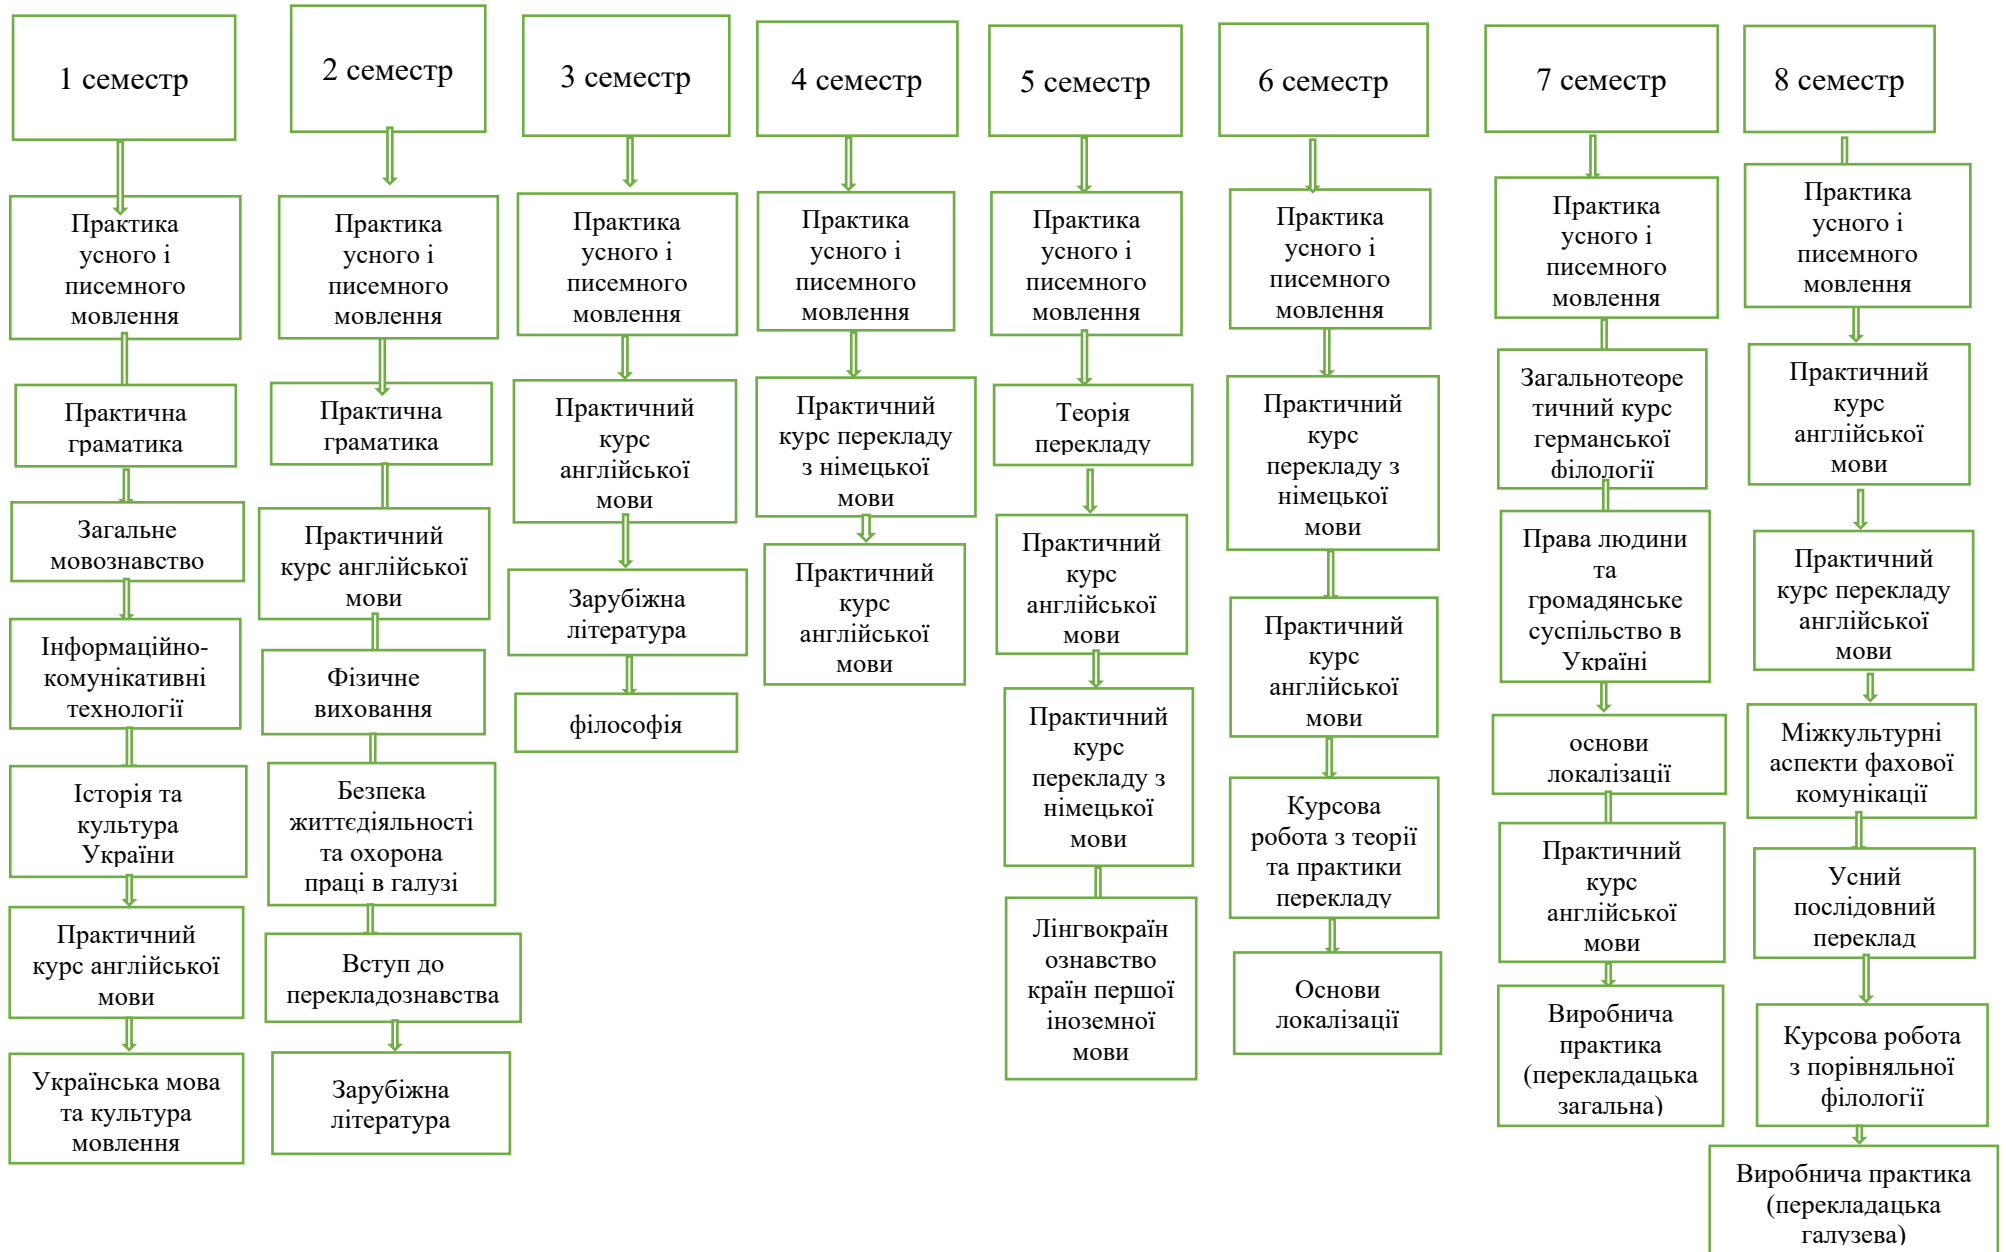 1 семестр
Практика
усного і
писемного
мовлення
Практична
граматика
Загальне
мовознавство
Інформаційно-
комунікативні
технології
Історія та
культура
України
Практичний
курс англійської
мови
Українська мова
та культура
мовлення
2 семестр
Практика
усного і
писемного
мовлення
Практична
граматика
Практичний
курс англійської
мови
Фізичне
виховання
Безпека
життєдіяльності
та охорона
праці в галузі
Вступ до
перекладознавства
Зарубіжна
література
3 семестр
Практика
усного і
писемного
мовлення
Практичний
курс
англійської
мови
Зарубіжна
література
філософія
4 семестр
Практика
усного і
писемного
мовлення
Практичний
курс перекладу
з німецької
мови
Практичний
курс
англійської
мови
5 семестр
Практика
усного і
писемного
мовлення
Теорія
перекладу
Практичний
курс
англійської
мови
Практичний
курс
перекладу з
німецької
мови
Лінгвокраїн
ознавство
країн першої
іноземної
мови
6 семестр
Практика
усного і
писемного
мовлення
Практичний
курс
перекладу з
німецької
мови
Практичний
курс
англійської
мови
Курсова
робота з теорії
та практики
перекладу
Основи
локалізації
7 семестр
Практика
усного і
писемного
мовлення
Загальнотеоре
тичний курс
германської
філології
Права людини
та
громадянське
суспільство в
Україні
основи
локалізації
Практичний
курс
англійської
мови
Виробнича
практика
(перекладацька
загальна)
8 семестр
Практика
усного і
писемного
мовлення
Практичний
курс
англійської
мови
Практичний
курс перекладу
англійської
мови
Міжкультурні
аспекти фахової
комунікації
Усний
послідовний
переклад
Курсова робота
з порівняльної
філології
Виробнича практика
(перекладацька
галузева)